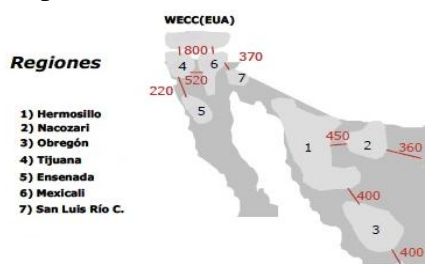 WECC(EUA)
800
370
4
6
7
520
220
5
Regiones
1) Hermosillo
2) Nacozari
3) Obregón
4) Tijuana
5) Ensenada
6) Mexicali
7) San Luis Río C.
450
1
2
360
400
3
400